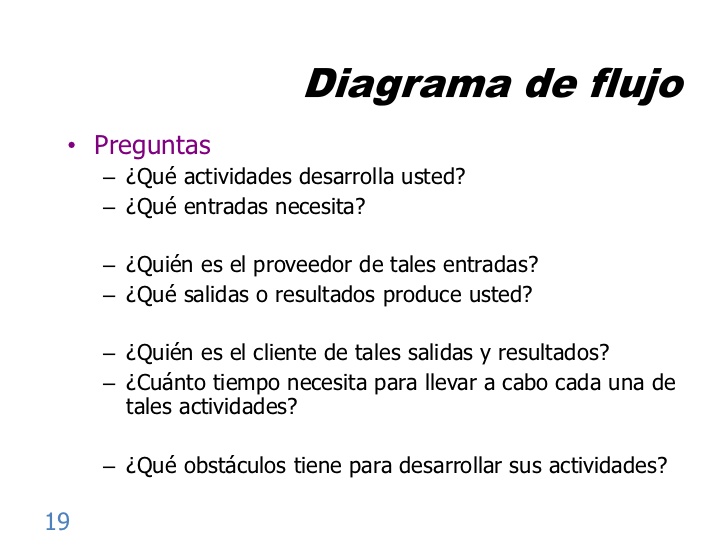 Diagrama de flujo
• Preguntas
– ¿Qué actividades desarrolla usted?
– ¿Qué entradas necesita?
– ¿Quién es el proveedor de tales entradas?
– ¿Qué salidas o resultados produce usted?
– ¿Quién es el cliente de tales salidas y resultados?
– ¿Cuánto tiempo necesita para llevar a cabo cada una de
tales actividades?
– ¿Qué obstáculos tiene para desarrollar sus actividades?
19